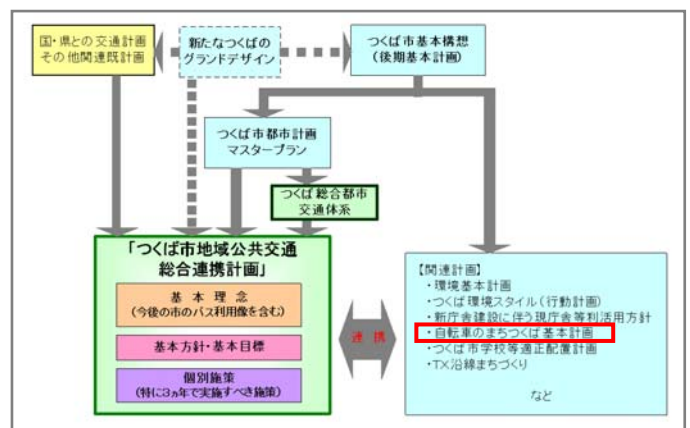 国・県との交通計画
その他関連既計画
新たなつくばの
グランドデザイン
つくば市基本構想
(後期基本計画)
つくば市都市計画
マスタープラン
つくば総合都市
交通体系
「つくば市地域公共交通
総合連携計画」
基本理念
(今後の市のバス利用像を含む)
基本方針・基本目標
個別施策
(特に3ヵ年で実施すべき施策)
連携
【関連計画】
・環境基本計画
・つくば環境スタイル(行動計画)
・新庁舎建設に伴う現庁舎等利活用方針
・自転車のまちつくば基本計画
・つくば市学校等適正配置計画
・TX沿線まちづくり
など